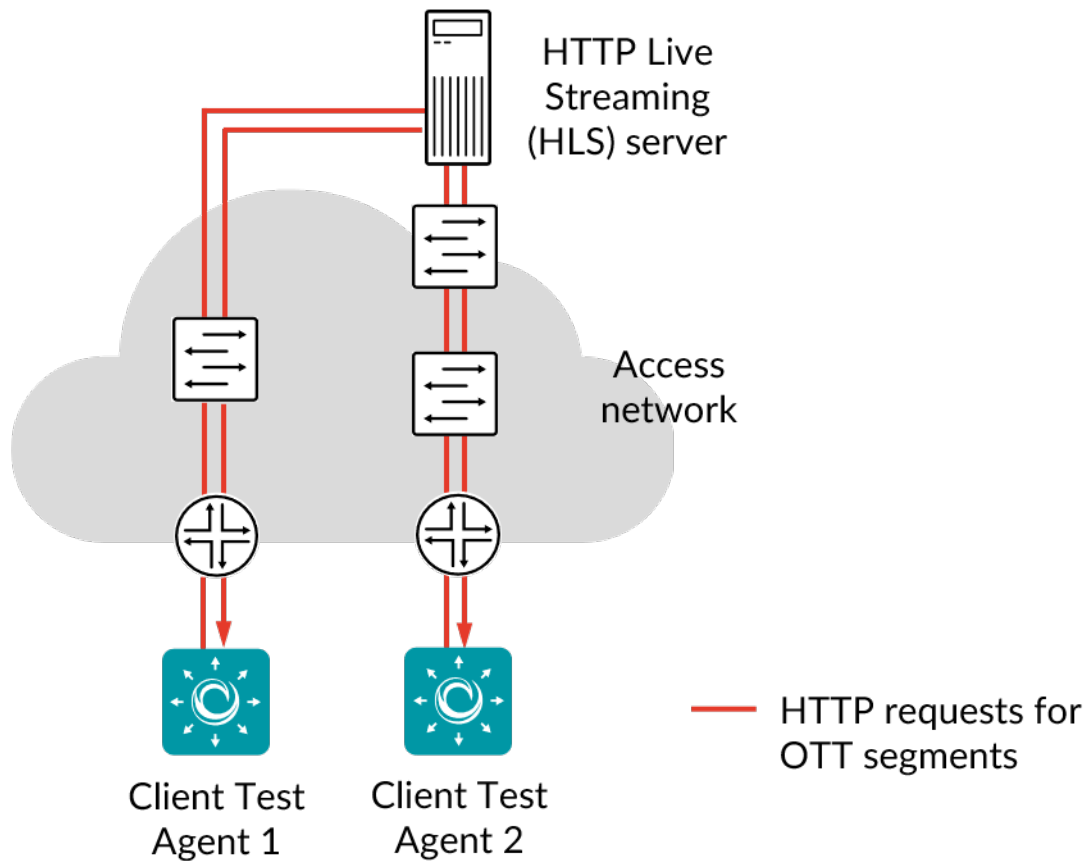 HTTP Live
Streaming
(HLS) server
Access
network
HTTP requests for
OTT segments
Client Test
Agent 1
Client Test
Agent 2